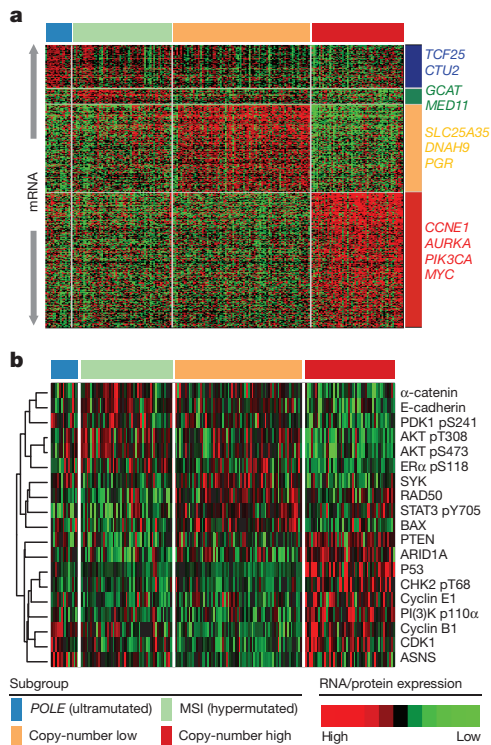 a
mRNA
TCF25
CTU2
GCAT
MED11
SLC25A35
DNAH9
PGR
CCNE1
AURKA
PIK3CA
MYC
b
α-catenin
E-cadherin
PDK1 pS241
AKT pT308
AKT pS473
ERα pS118
SYK
RAD50
STAT3 pY705
BAX
PTEN
ARID1A
P53
CHK2 pT68
Cyclin E1
PI(3)K p110α
Cyclin B1
CDK1
ASNS
Subgroup
POLE (ultramutated)
MSI (hypermutated)
Copy-number low
Copy-number high
RNA/protein expression
High
Low